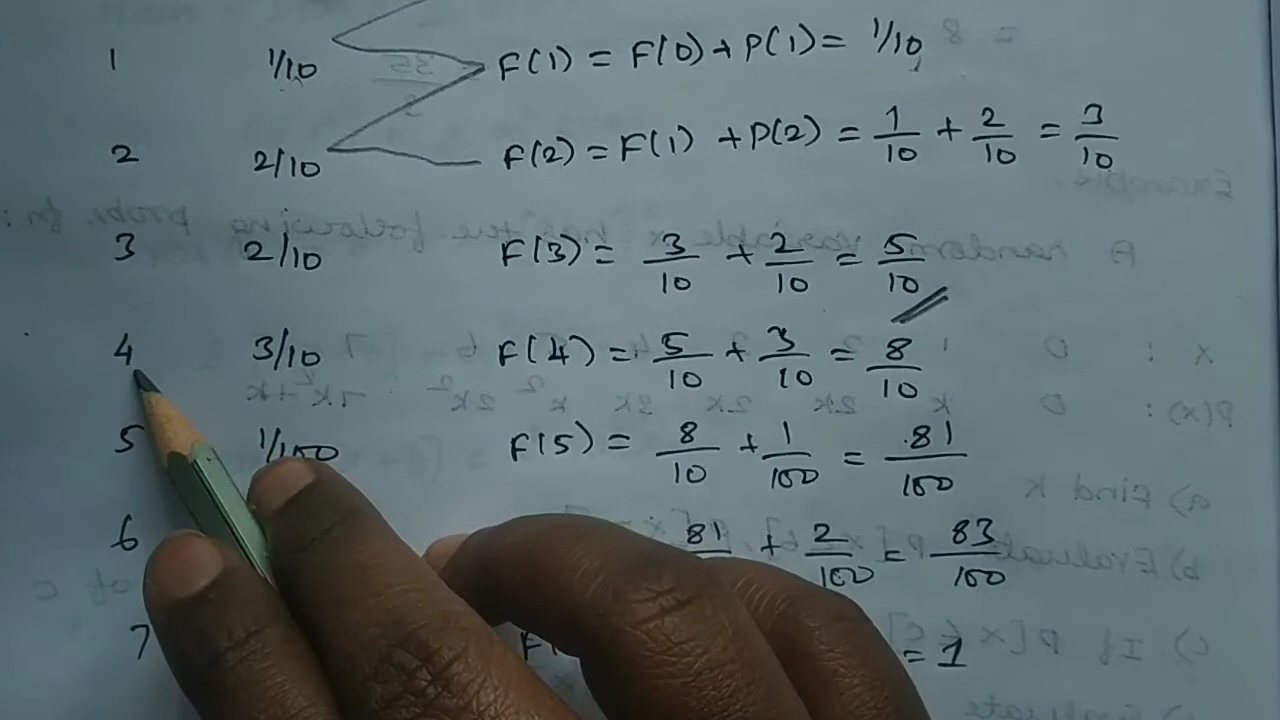 1 1/10 F(1) = F(0) + P(1) = 1/10
2 2/10 F(2) = F(1) + P(2) = 1/10 + 2/10 = 3/10
3 2/10 F(3) = 3/10 + 2/10 = 5/10
4 3/10 F(4) = 5/10 + 3/10 = 8/10
5 1/100 F(5) = 8/10 + 1/100 = 81/100
6 81 + 2/100 = 83/100
7 = 1